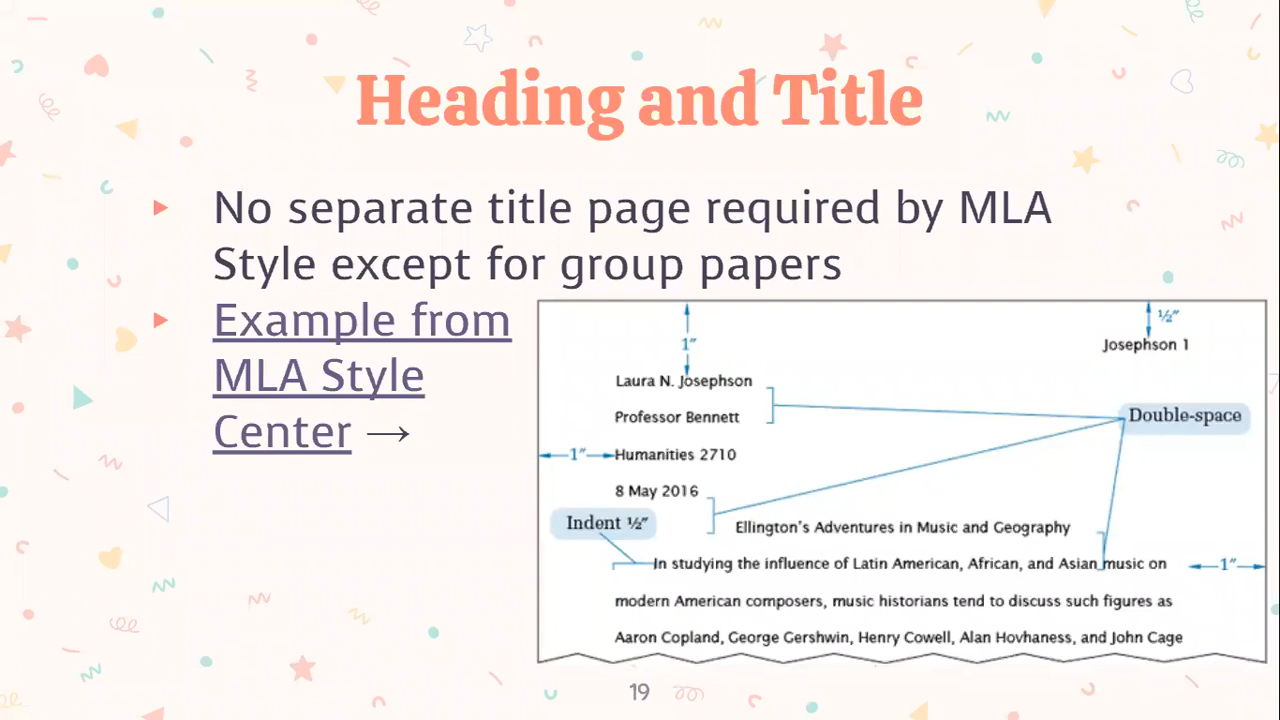 Heading and Title
▸ No separate title page required by MLA
Style except for group papers
▸ Example from
MLA Style
Center →
½″
1″
Josephson 1
Laura N. Josephson
Professor Bennett
Double-space
1″
Humanities 2710
8 May 2016
Indent ½″
Ellington's Adventures in Music and Geography
In studying the influence of Latin American, African, and Asian music on
1″
modern American composers, music historians tend to discuss such figures as
Aaron Copland, George Gershwin, Henry Cowell, Alan Hovhaness, and John Cage
19